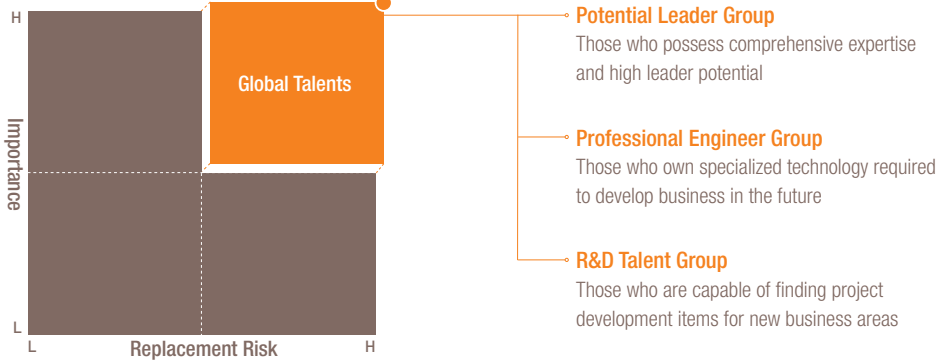 H
Global Talents
Importance
L
L
Replacement Risk
H
Potential Leader Group
Those who possess comprehensive expertise
and high leader potential
Professional Engineer Group
Those who own specialized technology required
to develop business in the future
R&D Talent Group
Those who are capable of finding project
development items for new business areas